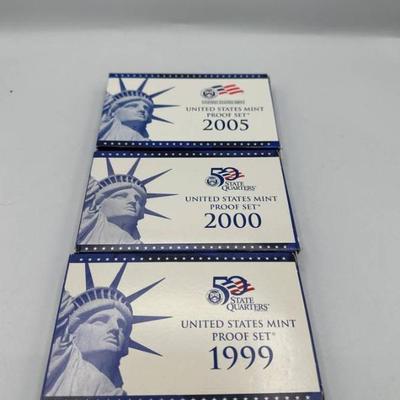 UNITED STATES MINT
PROOF SET®
2005
50
STATE
QUARTERS®
UNITED STATES MINT
PROOF SET®
2000
50
STATE
QUARTERS®
UNITED STATES MINT
PROOF SET®
1999